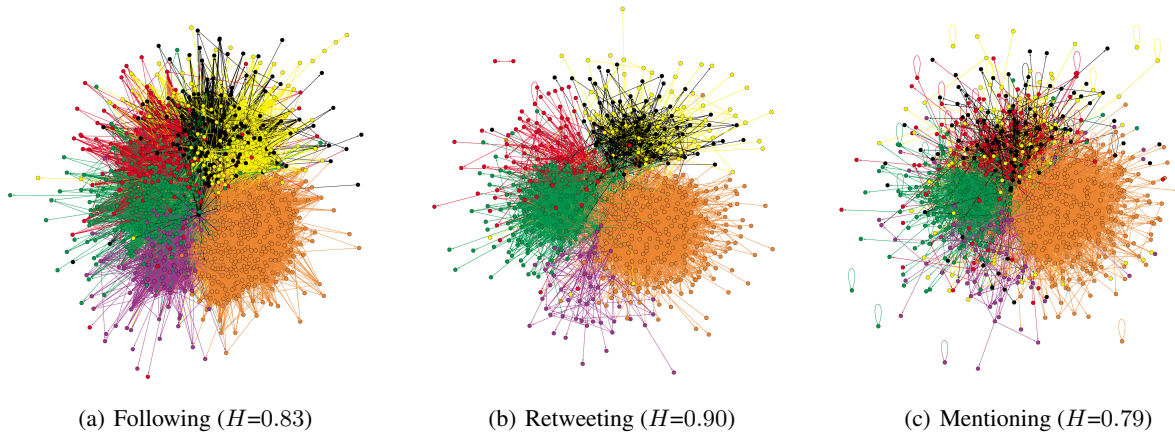 (a) Following (H=0.83)
(b) Retweeting (H=0.90)
(c) Mentioning (H=0.79)